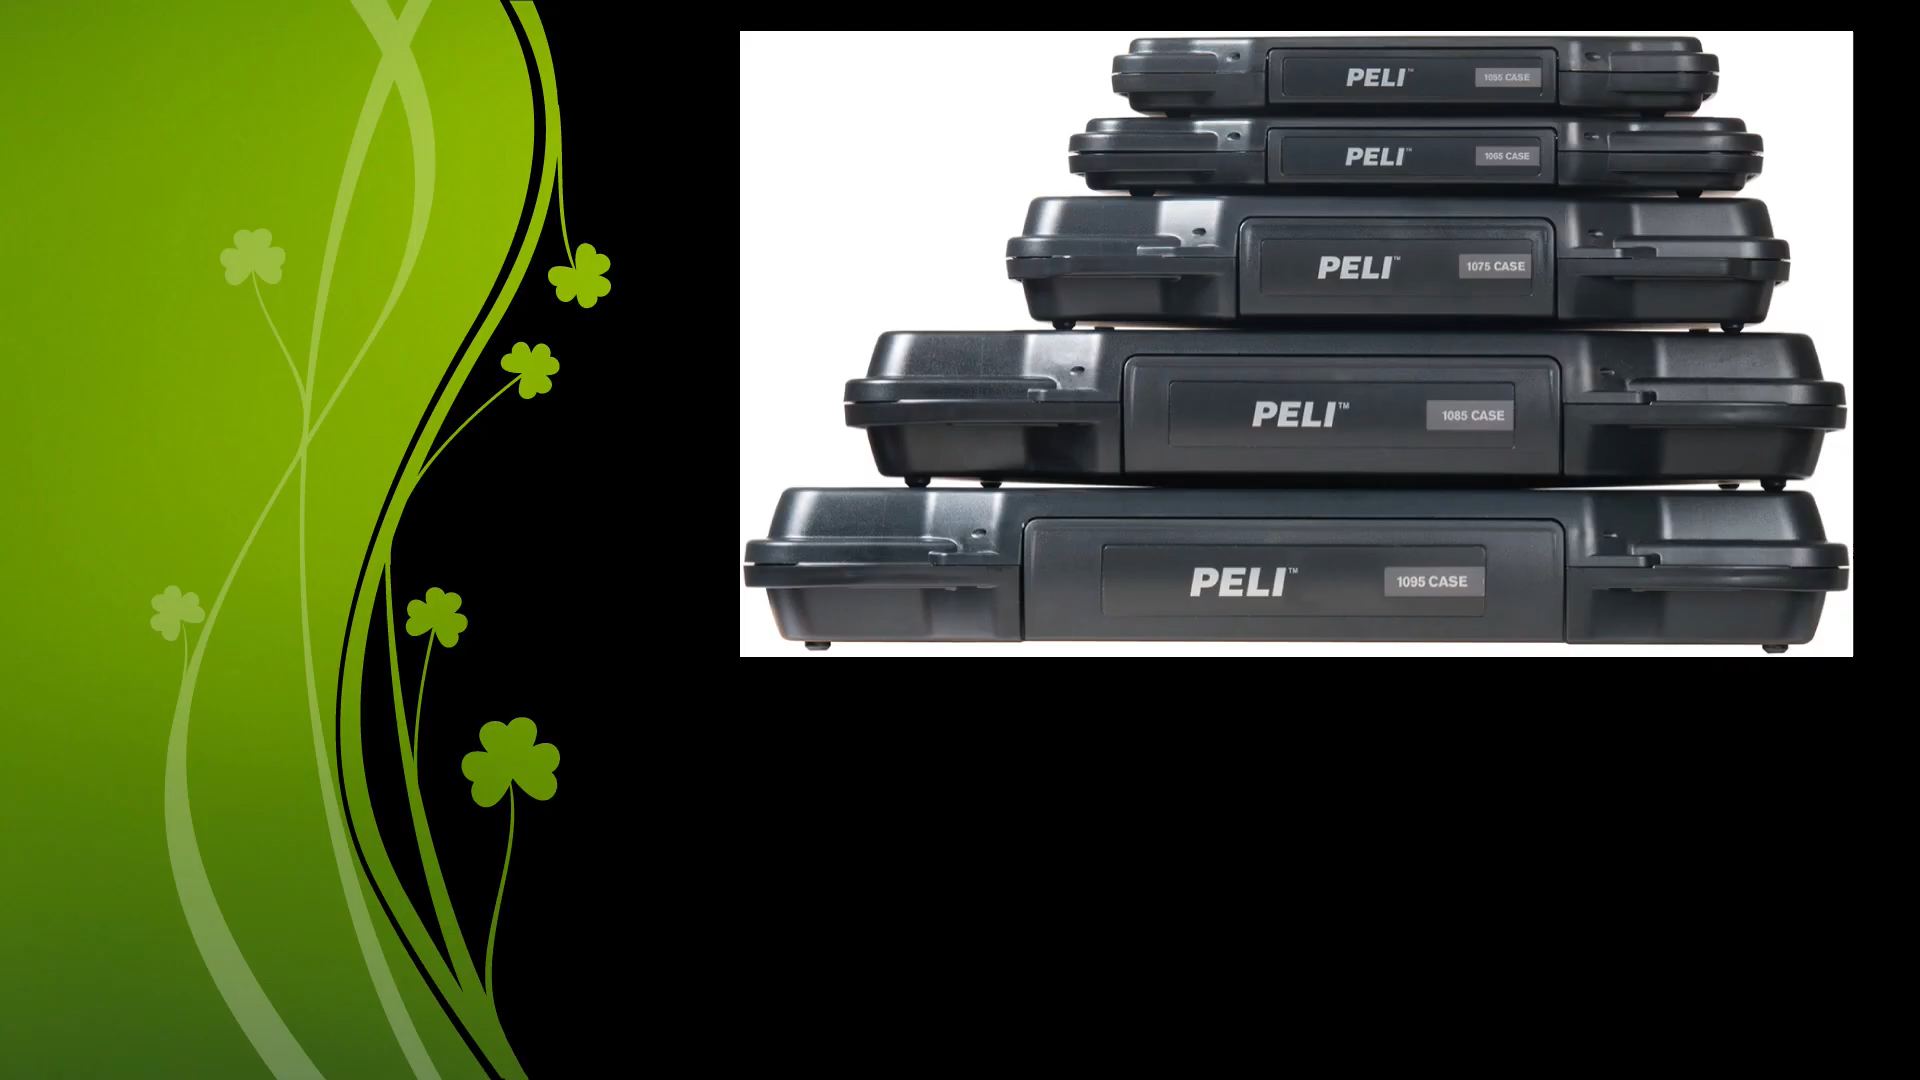 PELI™ 1055 CASE
PELI™ 1065 CASE
PELI™ 1075 CASE
PELI™ 1085 CASE
PELI™ 1095 CASE